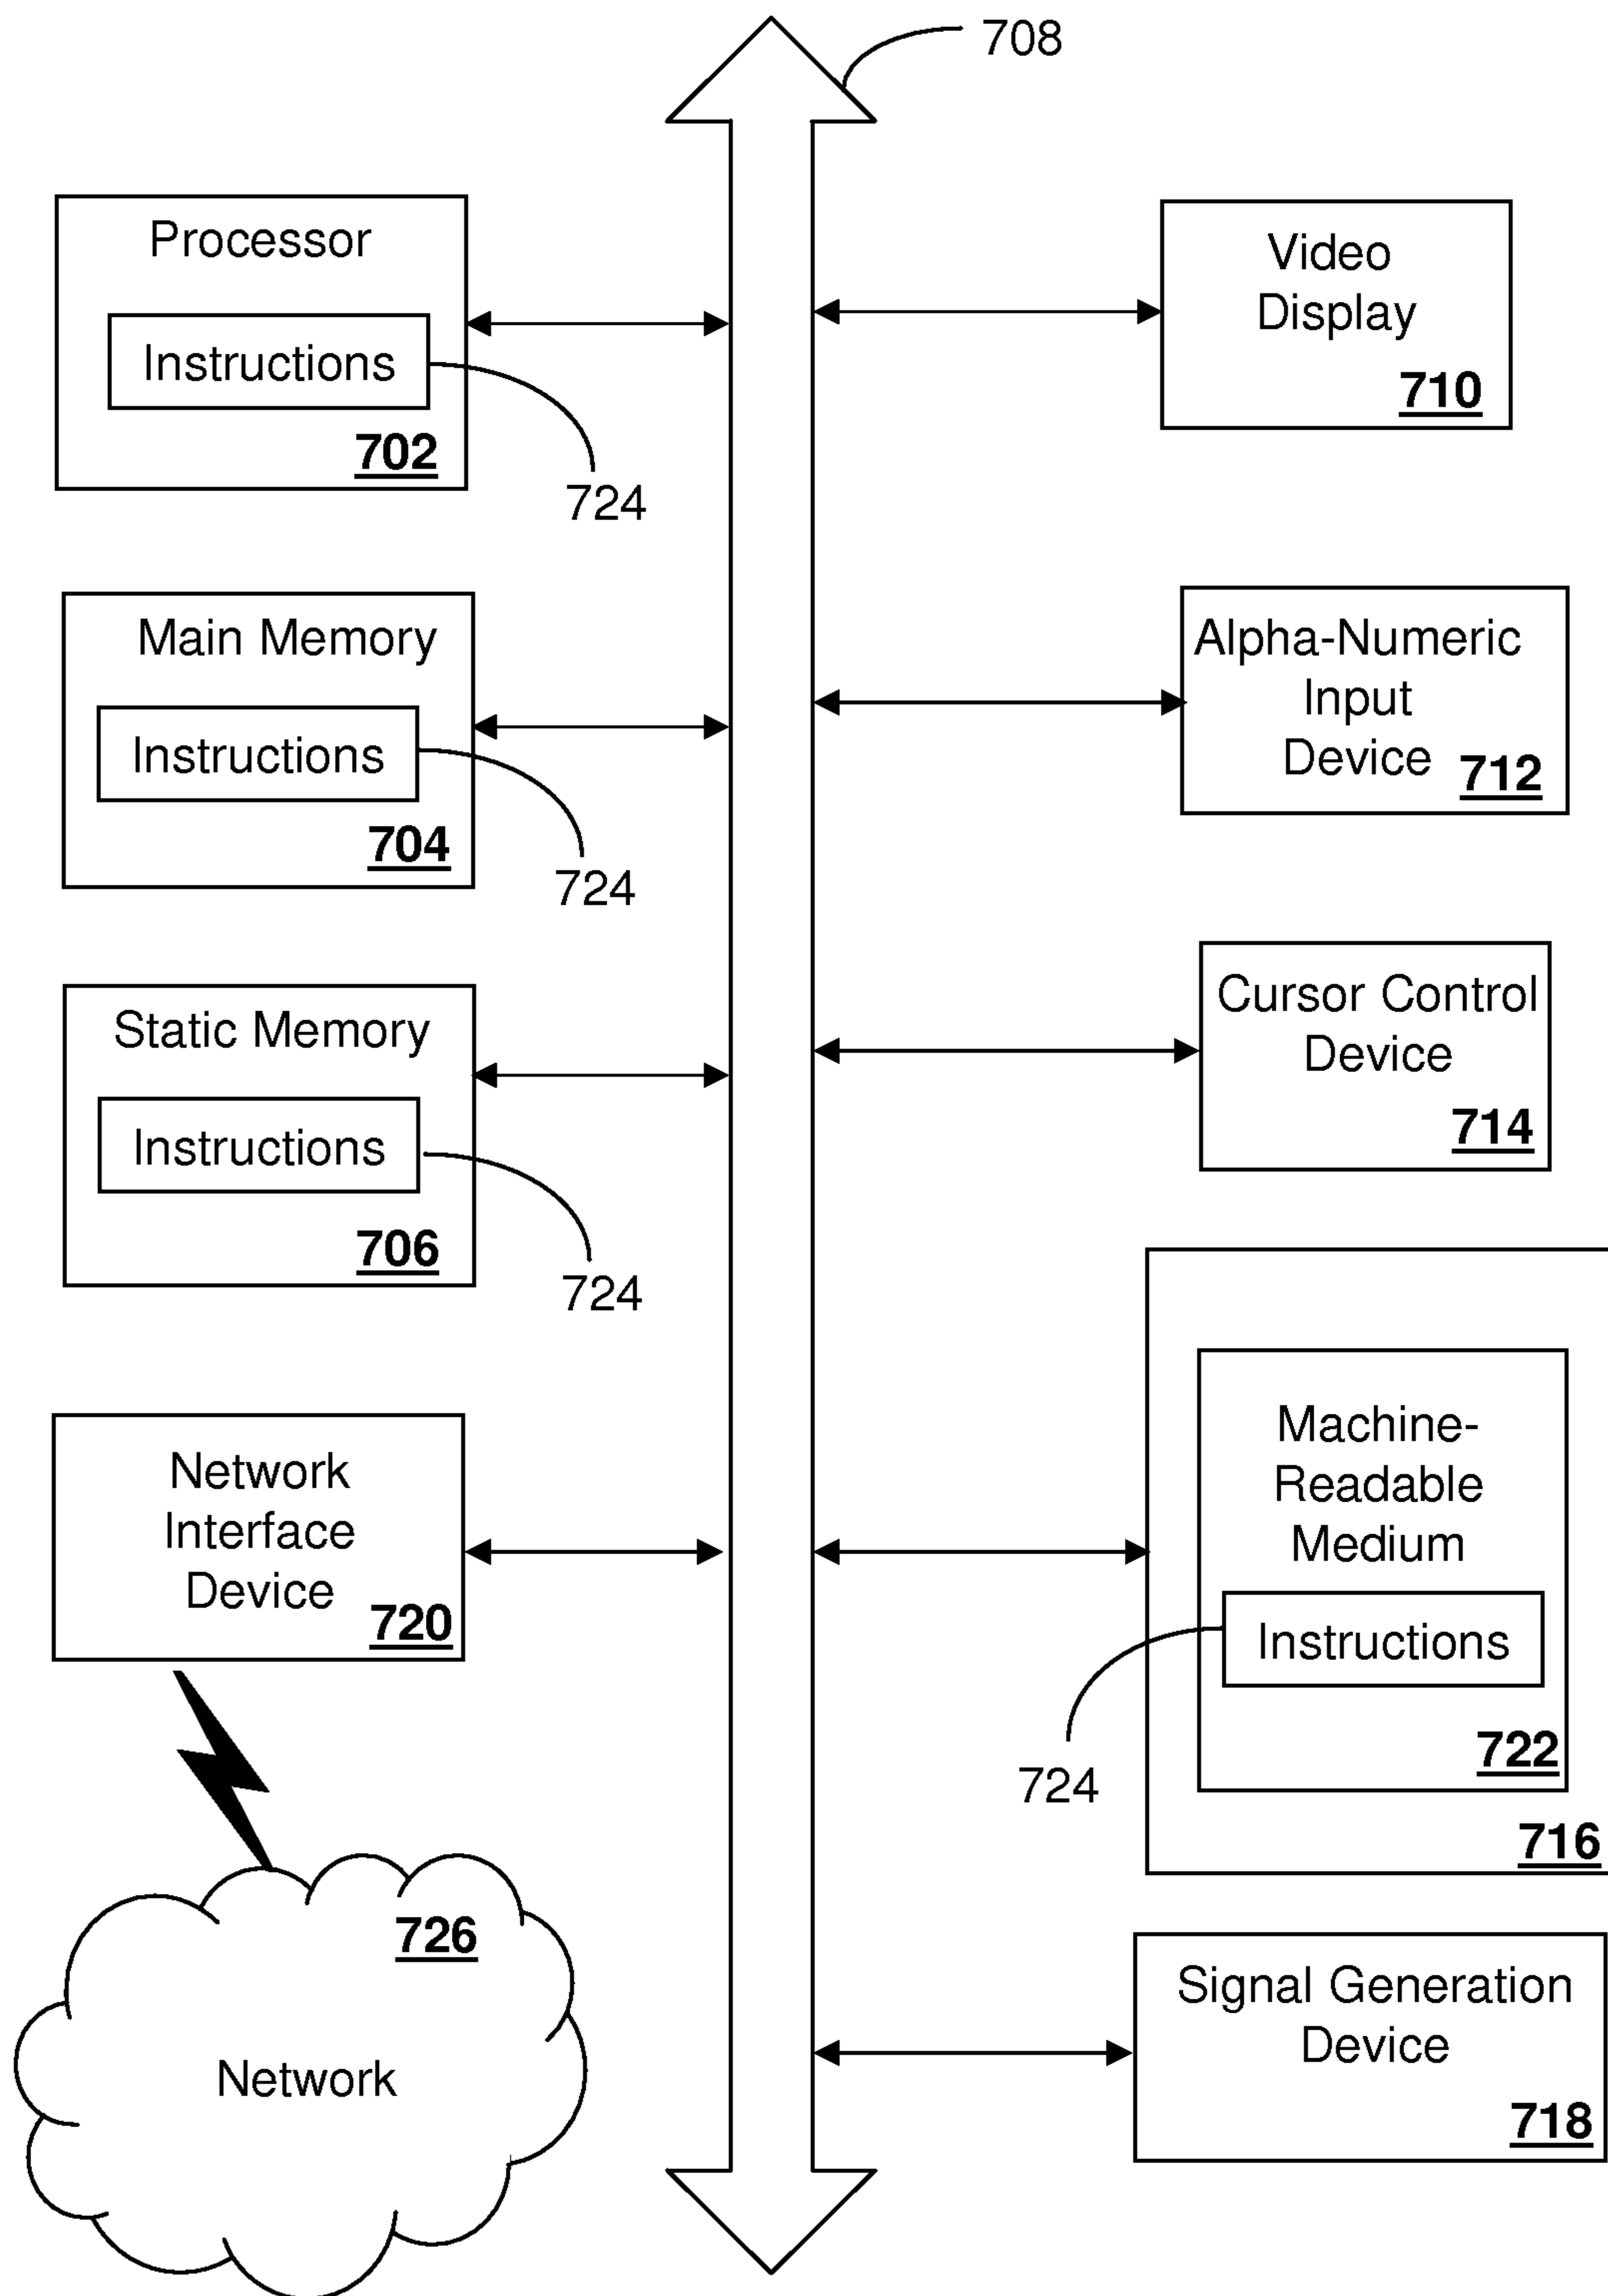 708
Processor
Instructions
702
724
Main Memory
Instructions
704
724
Static Memory
Instructions
706
724
Network
Interface
Device
720
726
Network
Video
Display
710
Alpha-Numeric
Input
Device
712
Cursor Control
Device
714
Machine-
Readable
Medium
Instructions
722
724
716
Signal Generation
Device
718